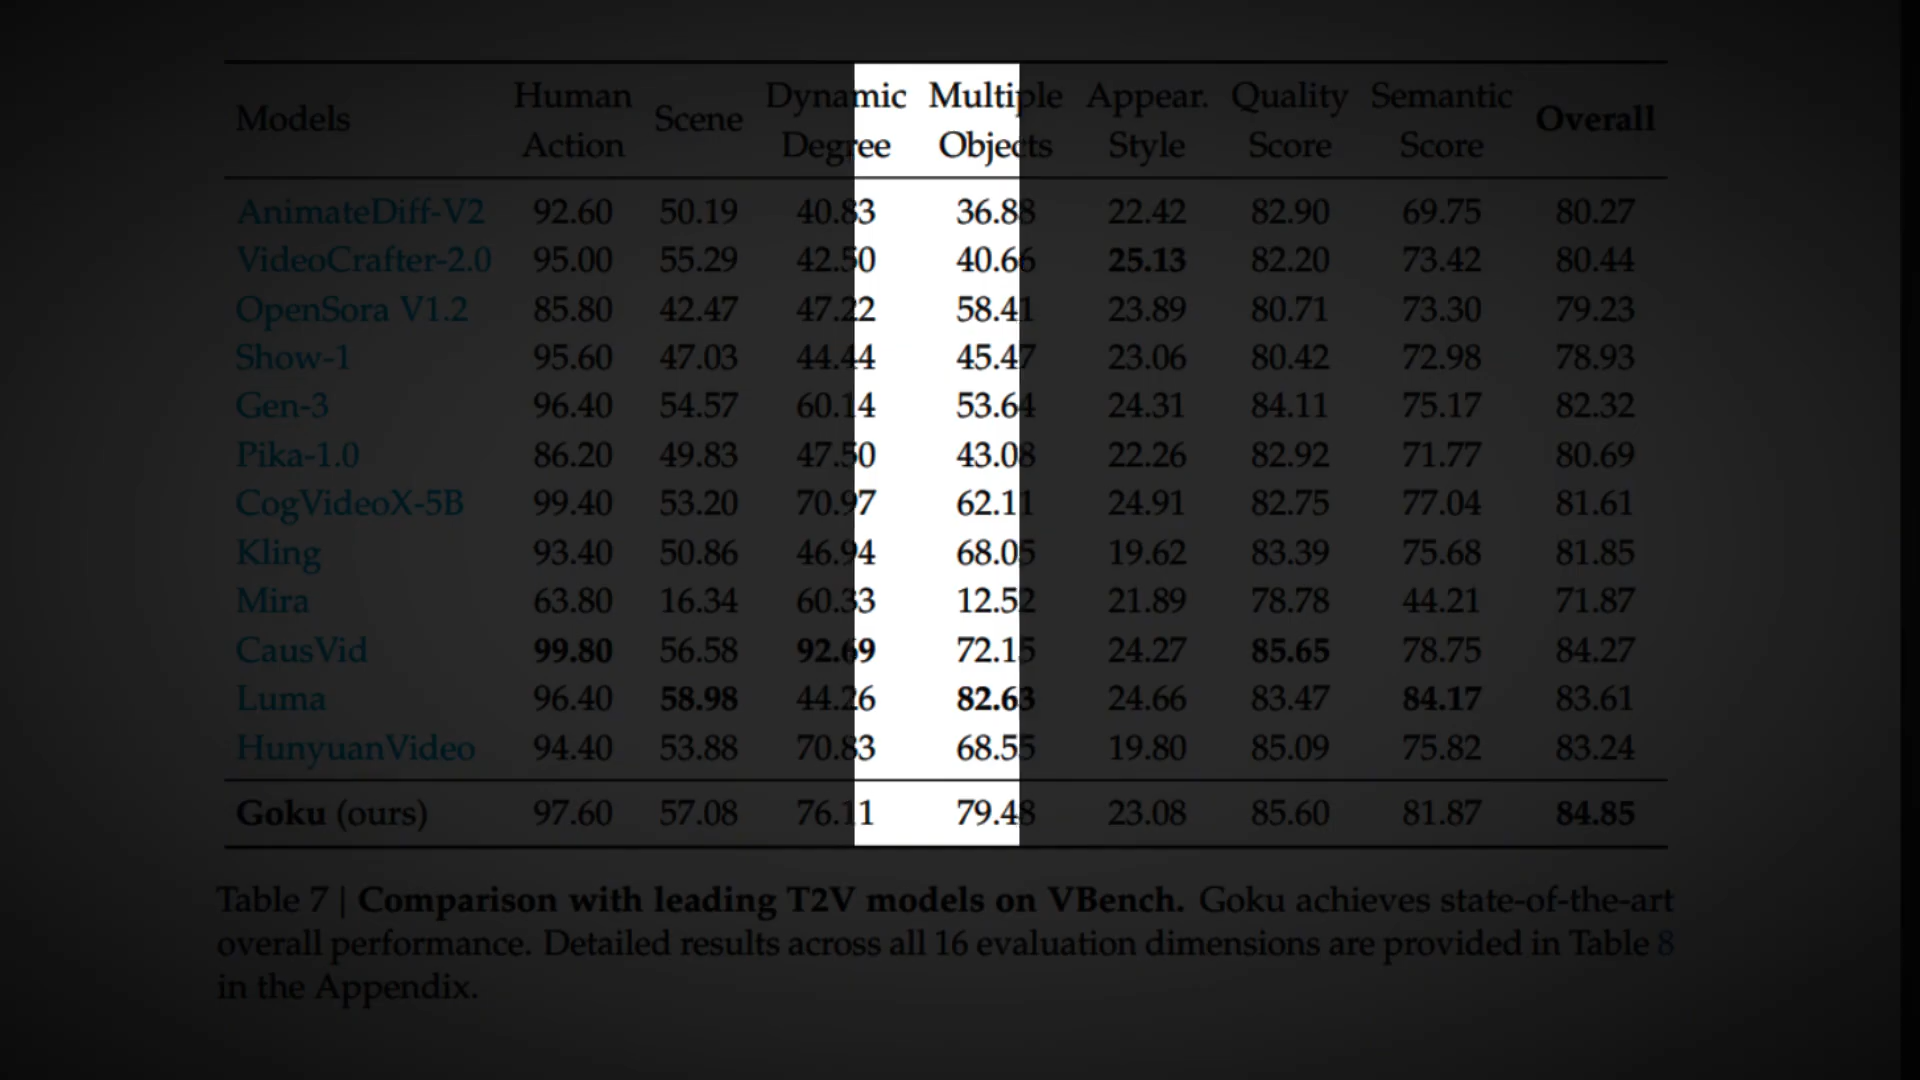 Models Human Action Scene Dynamic Degree Multiple Objects Appear. Style Quality Score Semantic Score Overall
AnimateDiff-V2 92.60 50.19 40.83 36.88 22.42 82.90 69.75 80.27
VideoCrafter-2.0 95.00 55.29 42.50 40.66 25.13 82.20 73.42 80.44
OpenSora V1.2 85.80 42.47 47.22 58.41 23.89 80.71 73.30 79.23
Show-1 95.60 47.03 44.44 45.47 23.06 80.42 72.98 78.93
Gen-3 96.40 54.57 60.14 53.64 24.31 84.11 75.17 82.32
Pika-1.0 86.20 49.83 47.50 43.08 22.26 82.92 71.77 80.69
CogVideoX-5B 99.40 53.20 70.97 62.11 24.91 82.75 77.04 81.61
Kling 93.40 50.86 46.94 68.05 19.62 83.39 75.68 81.85
Mira 63.80 16.34 60.33 12.52 21.89 78.78 44.21 71.87
CausVid 99.80 56.58 92.69 72.15 24.27 85.65 78.75 84.27
Luma 96.40 58.98 44.26 82.63 24.66 83.47 84.17 83.61
HunyuanVideo 94.40 53.88 70.83 68.55 19.80 85.09 75.82 83.24
Goku (ours) 97.60 57.08 76.11 79.48 23.08 85.60 81.87 84.85
Table 7 | Comparison with leading T2V models on VBench. Goku achieves state-of-the-art
overall performance. Detailed results across all 16 evaluation dimensions are provided in Table 8
in the Appendix.